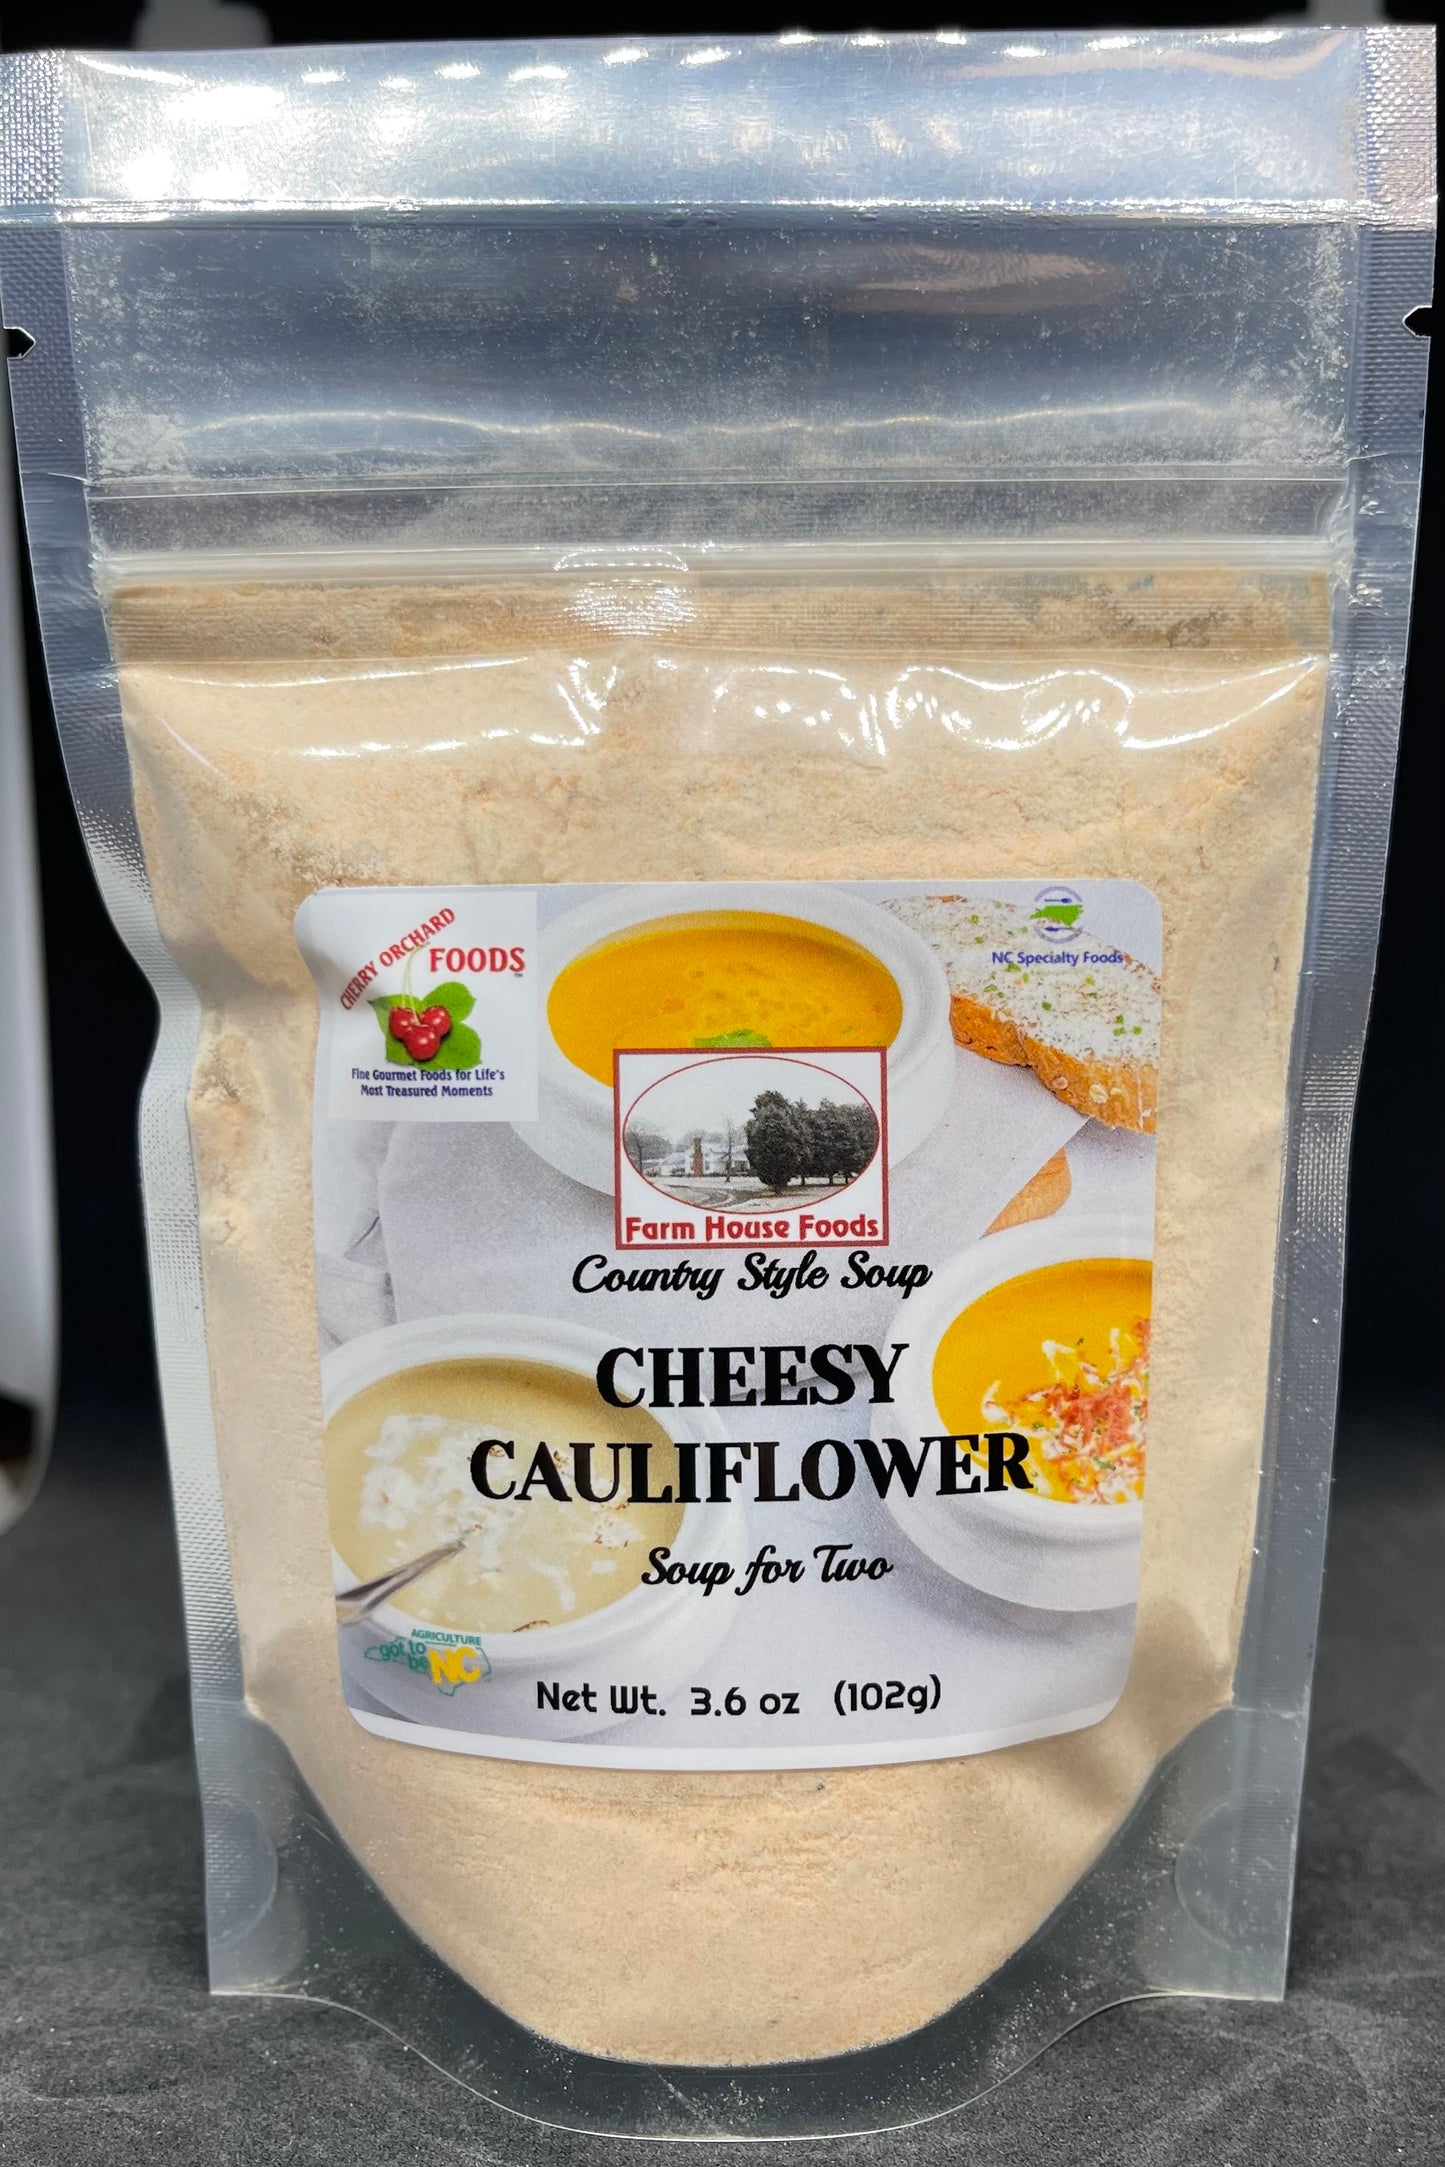 CHERRY ORCHARD
FOODS
TM
Fine Gourmet Foods for Life's
Most Treasured Moments
NC Specialty Foods
Farm House Foods
Country Style Soup
CHEESY
CAULIFLOWER
Soup for Two
AGRICULTURE
got to
be NC
Net Wt. 3.6 oz (102g)